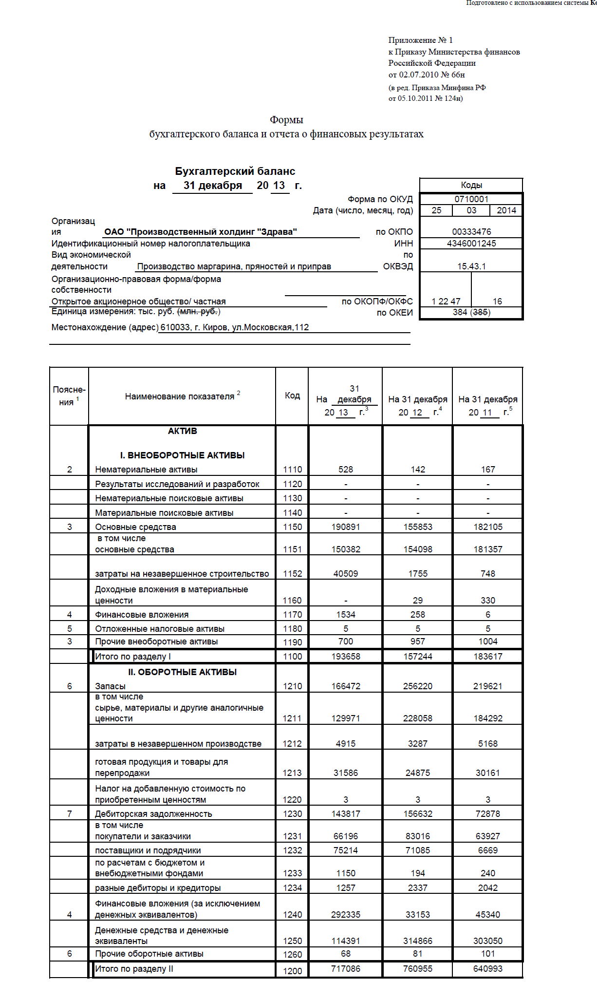 Подготовлено с использованием системы
Приложение № 1
к Приказу Министерства финансов
Российской Федерации
от 02.07.2010 № 66н
(в ред. Приказа Минфина РФ
от 05.10.2011 № 124н)
Формы
бухгалтерского баланса и отчета о финансовых результатах
Бухгалтерский баланс
на 31 декабря 20 13 г.
Коды
Форма по ОКУД 0710001
Дата (число, месяц, год) 25 03 2014
Организац
ия ОАО "Производственный холдинг "Здрава" по ОКПО 00333476
Идентификационный номер налогоплательщика ИНН 4346001245
Вид экономической по
деятельности Производство маргарина, пряностей и приправ ОКВЭД 15.43.1
Организационно-правовая форма/форма
собственности
Открытое акционерное общество/ частная по ОКОПФ/ОКФС 1 22 47 16
Единица измерения: тыс. руб. (млн. руб.) по ОКЕИ 384 (385)
Местонахождение (адрес) 610033, г. Киров, ул.Московская,112
Поясне-
ния 1
Наименование показателя 2
Код
31
На декабря
20 13 г.3
На 31 декабря
20 12 г.4
На 31 декабря
20 11 г.5
АКТИВ
I. ВНЕОБОРОТНЫЕ АКТИВЫ
2 Нематериальные активы 1110 528 142 167
Результаты исследований и разработок 1120 - - -
Нематериальные поисковые активы 1130 - - -
Материальные поисковые активы 1140 - - -
3 Основные средства 1150 190891 155853 182105
в том числе
основные средства 1151 150382 154098 181357
затраты на незавершенное строительство 1152 40509 1755 748
Доходные вложения в материальные
ценности 1160 - 29 330
4 Финансовые вложения 1170 1534 258 6
5 Отложенные налоговые активы 1180 5 5 5
3 Прочие внеоборотные активы 1190 700 957 1004
Итого по разделу I 1100 193658 157244 183617
II. ОБОРОТНЫЕ АКТИВЫ
6 Запасы 1210 166472 256220 219621
в том числе
сырье, материалы и другие аналогичные
ценности 1211 129971 228058 184292
затраты в незавершенном производстве 1212 4915 3287 5168
готовая продукция и товары для
перепродажи 1213 31586 24875 30161
Налог на добавленную стоимость по
приобретенным ценностям 1220 3 3 3
7 Дебиторская задолженность 1230 143817 156632 72878
в том числе
покупатели и заказчики 1231 66196 83016 63927
поставщики и подрядчики 1232 75214 71085 6669
по расчетам с бюджетом и
внебюджетными фондами 1233 1150 194 240
разные дебиторы и кредиторы 1234 1257 2337 2042
Финансовые вложения (за исключением
4 денежных эквивалентов) 1240 292335 33153 45340
Денежные средства и денежные
эквиваленты 1250 114391 314866 303050
6 Прочие оборотные активы 1260 68 81 101
Итого по разделу II 1200 717086 760955 640993